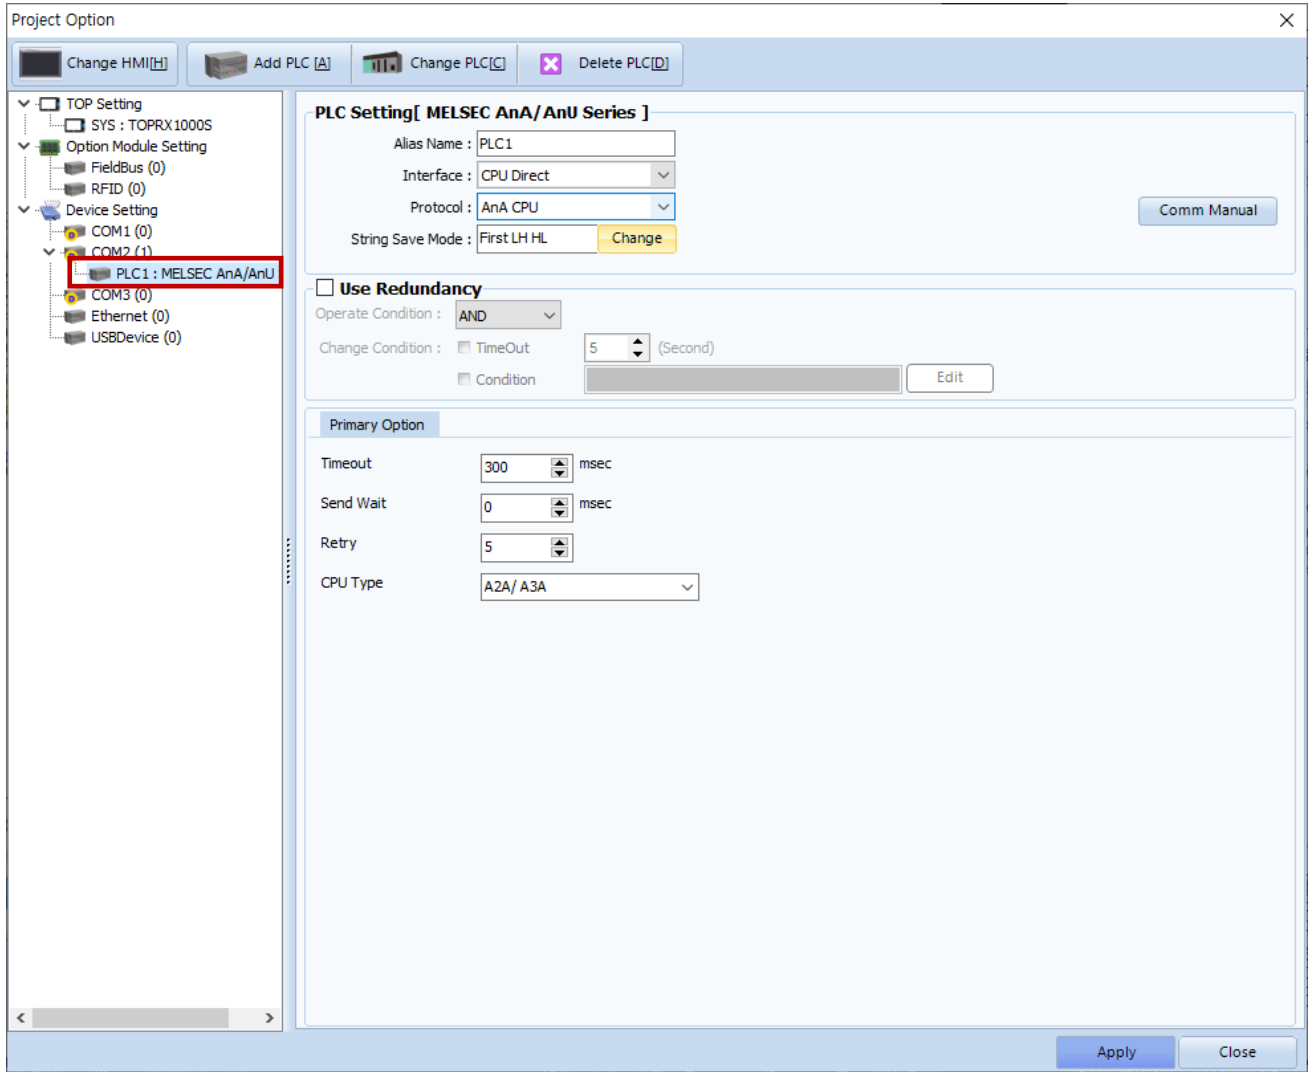 Project Option
Change HMI[H]
Add PLC [A]
Change PLC[C]
Delete PLC[D]
TOP Setting
SYS : TOPRX1000S
Option Module Setting
FieldBus (0)
RFID (0)
Device Setting
COM1 (0)
COM2 (1)
PLC1 : MELSEC AnA/AnU
COM3 (0)
Ethernet (0)
USBDevice (0)
PLC Setting[ MELSEC AnA/AnU Series ]
Alias Name : PLC1
Interface : CPU Direct
Protocol : AnA CPU
Comm Manual
String Save Mode : First LH HL Change
Use Redundancy
Operate Condition : AND
Change Condition : TimeOut 5 (Second)
Condition Edit
Primary Option
Timeout 300 msec
Send Wait 0 msec
Retry 5
CPU Type A2A/ A3A
Apply
Close